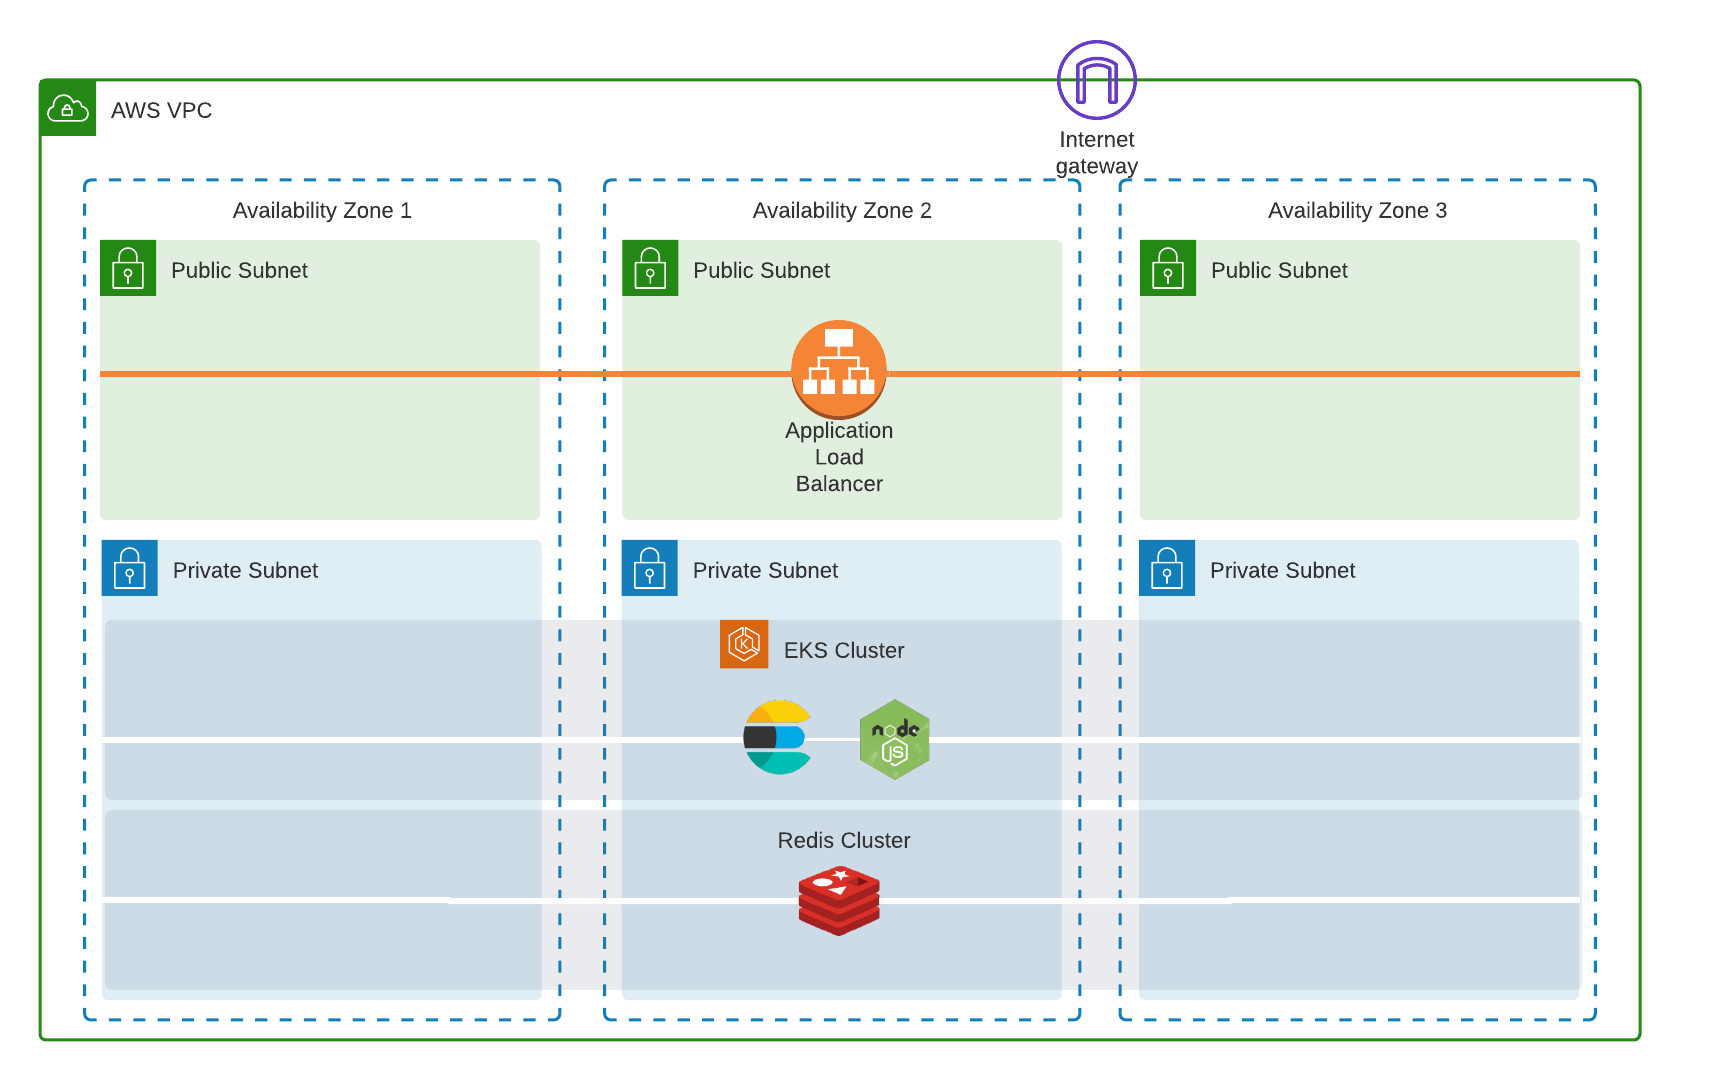 AWS VPC
Internet
gateway
Availability Zone 1
Availability Zone 2
Availability Zone 3
Public Subnet
Public Subnet
Public Subnet
Application
Load
Balancer
Private Subnet
Private Subnet
Private Subnet
K
EKS Cluster
node
JS
Redis Cluster